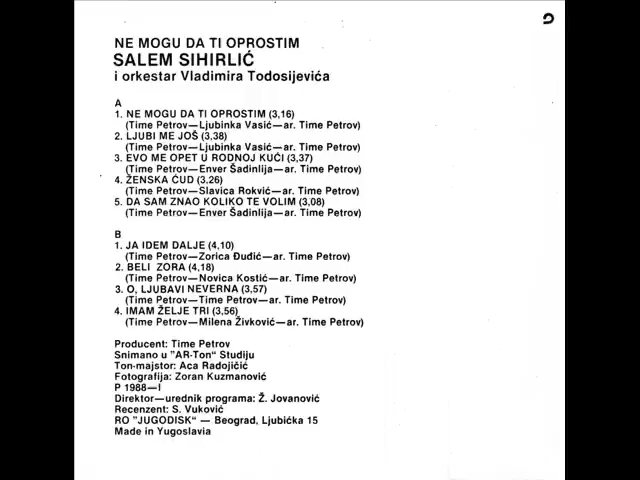 NE MOGU DA TI OPROSTIM
SALEM SIHIRLIĆ
i orkestar Vladimira Todosijevića
A
1. NE MOGU DA TI OPROSTIM (3,16)
(Time Petrov—Ljubinka Vasić—ar. Time Petrov)
2. LJUBI ME JOŠ (3,38)
(Time Petrov—Ljubinka Vasić—ar. Time Petrov)
3. EVO ME OPET U RODNOJ KUĆI (3,37)
(Time Petrov—Enver Šadinlija—ar. Time Petrov)
4. ŽENSKA ĆUD (3.26)
(Time Petrov—Slavica Rokvić—ar. Time Petrov)
5. DA SAM ZNAO KOLIKO TE VOLIM (3,08)
(Time Petrov—Enver Šadinlija—ar. Time Petrov)
B
1. JA IDEM DALJE (4,10)
(Time Petrov—Zorica Đudić—ar. Time Petrov)
2. BELI ZORA (4,18)
(Time Petrov—Novica Kostić—ar. Time Petrov)
3. O, LJUBAVI NEVERNA (3,57)
(Time Petrov—Time Petrov—ar. Time Petrov)
4. IMAM ŽELJE TRI (3,56)
(Time Petrov—Milena Živković—ar. Time Petrov)
Producent: Time Petrov
Snimano u "AR-Ton" Studiju
Ton-majstor: Aca Radojičić
Fotografija: Zoran Kuzmanović
P 1988—I
Direktor—urednik programa: Ž. Jovanović
Recenzent: S. Vuković
RO "JUGODISK" — Beograd, Ljubićka 15
Made in Yugoslavia